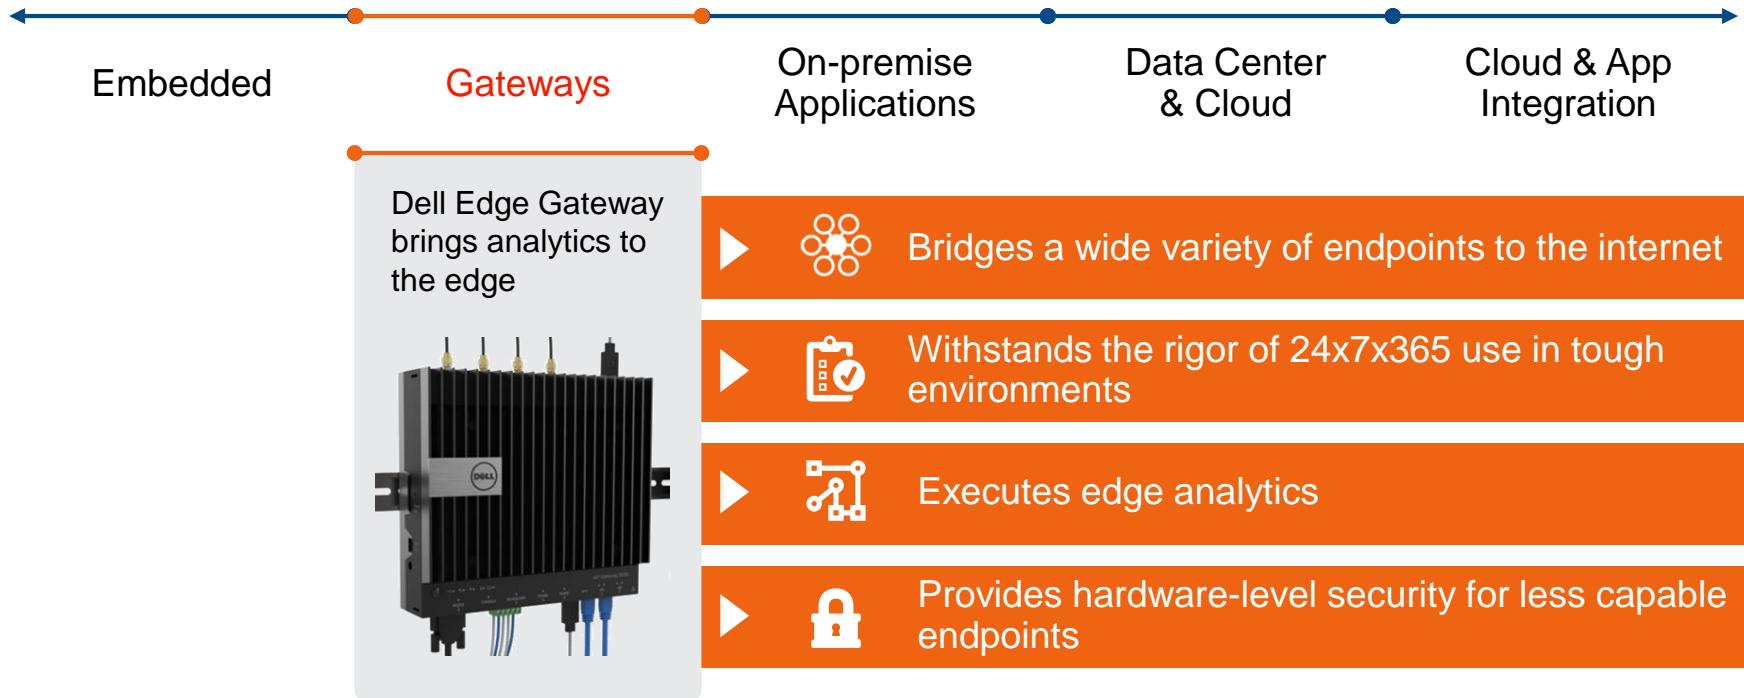 Embedded
Gateways
On-premise
Applications
Data Center
& Cloud
Cloud & App
Integration
Dell Edge Gateway
brings analytics to
the edge
DELL
Bridges a wide variety of endpoints to the internet
Withstands the rigor of 24x7x365 use in tough
environments
Executes edge analytics
Provides hardware-level security for less capable
endpoints